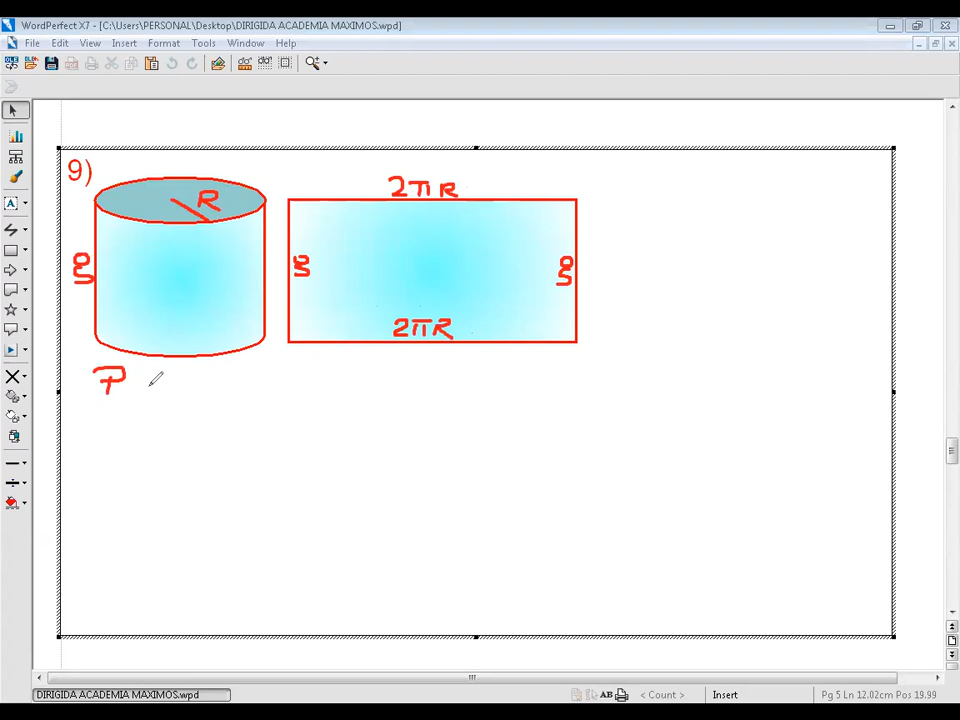 WordPerfect X7 - [C:\Users\PERSONAL\Desktop\DIRIGIDA ACADEMIA MAXIMOS.wpd]
File Edit View Insert Format Tools Window Help
9)
R
g
2πR
g
g
2πR
P
DIRIGIDA ACADEMIA MAXIMOS.wpd
AB
< Count >
Insert
Pg 5 Ln 12.02cm Pos 19.99